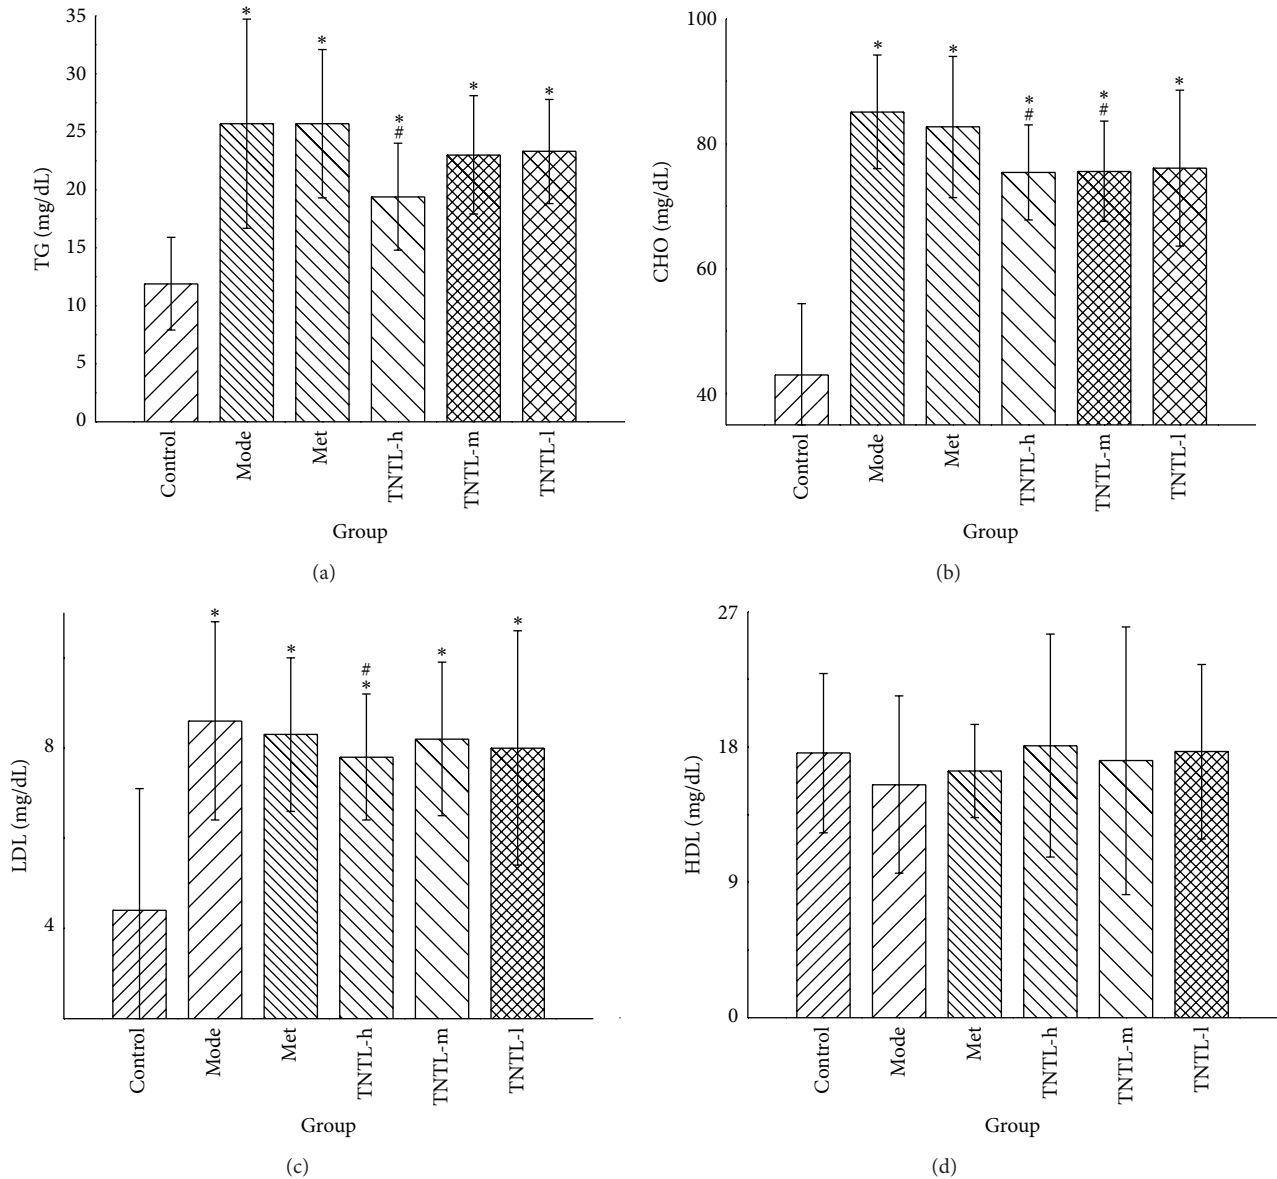 35
30
25
20
15
10
5
0
TG (mg/dL)
*
*
*
#
*
*
Control
Mode
Met
TNTL-h
TNTL-m
TNTL-l
Group
(a)
100
80
60
40
CHO (mg/dL)
*
*
*
#
*
#
*
Control
Mode
Met
TNTL-h
TNTL-m
TNTL-l
Group
(b)
8
4
LDL (mg/dL)
*
*
#
*
*
*
Control
Mode
Met
TNTL-h
TNTL-m
TNTL-l
Group
(c)
27
18
9
0
HDL (mg/dL)
Control
Mode
Met
TNTL-h
TNTL-m
TNTL-l
Group
(d)